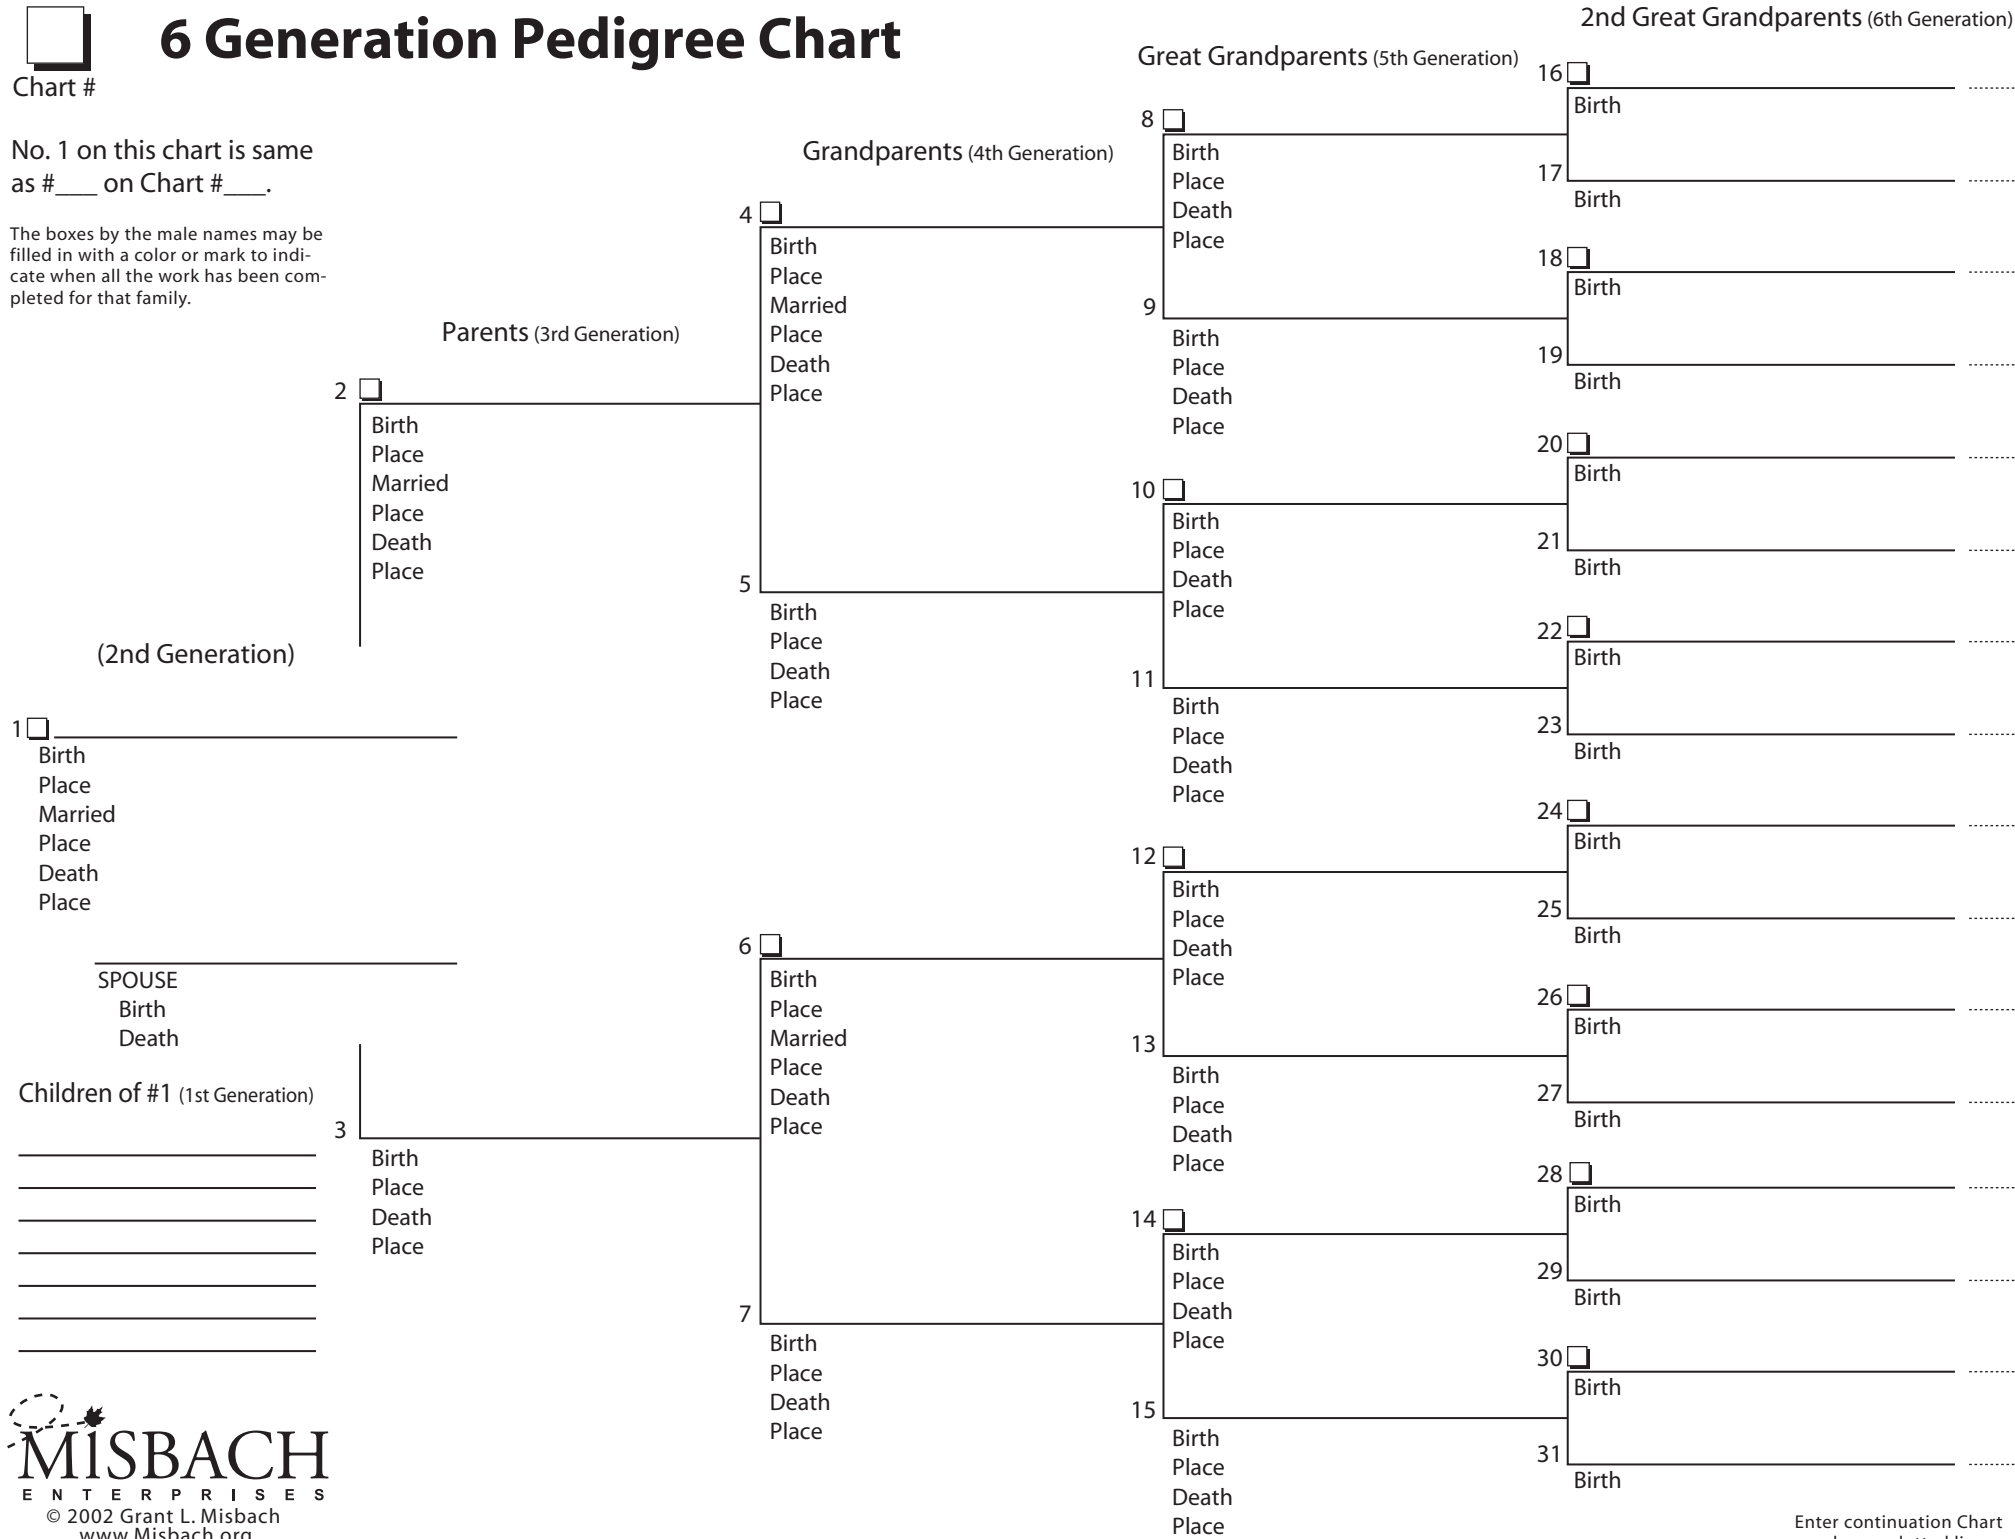 6 Generation Pedigree Chart
Chart #
No. 1 on this chart is same
as #___ on Chart #___.
The boxes by the male names may be
filled in with a color or mark to indi-
cate when all the work has been com-
pleted for that family.
(2nd Generation)
1
Birth
Place
Married
Place
Death
Place
SPOUSE
Birth
Death
Children of #1 (1st Generation)
Parents (3rd Generation)
2
Birth
Place
Married
Place
Death
Place
3
Birth
Place
Death
Place
Grandparents (4th Generation)
4
Birth
Place
Married
Place
Death
Place
5
Birth
Place
Death
Place
6
Birth
Place
Married
Place
Death
Place
7
Birth
Place
Death
Place
Great Grandparents (5th Generation)
8
Birth
Place
Death
Place
9
Birth
Place
Death
Place
10
Birth
Place
Death
Place
11
Birth
Place
Death
Place
12
Birth
Place
Death
Place
13
Birth
Place
Death
Place
14
Birth
Place
Death
Place
15
Birth
Place
Death
Place
2nd Great Grandparents (6th Generation)
16
Birth
17
Birth
18
Birth
19
Birth
20
Birth
21
Birth
22
Birth
23
Birth
24
Birth
25
Birth
26
Birth
27
Birth
28
Birth
29
Birth
30
Birth
31
Birth
MISBACH
ENTERPRISES
© 2002 Grant L. Misbach
www.Misbach.org
Enter continuation Chart